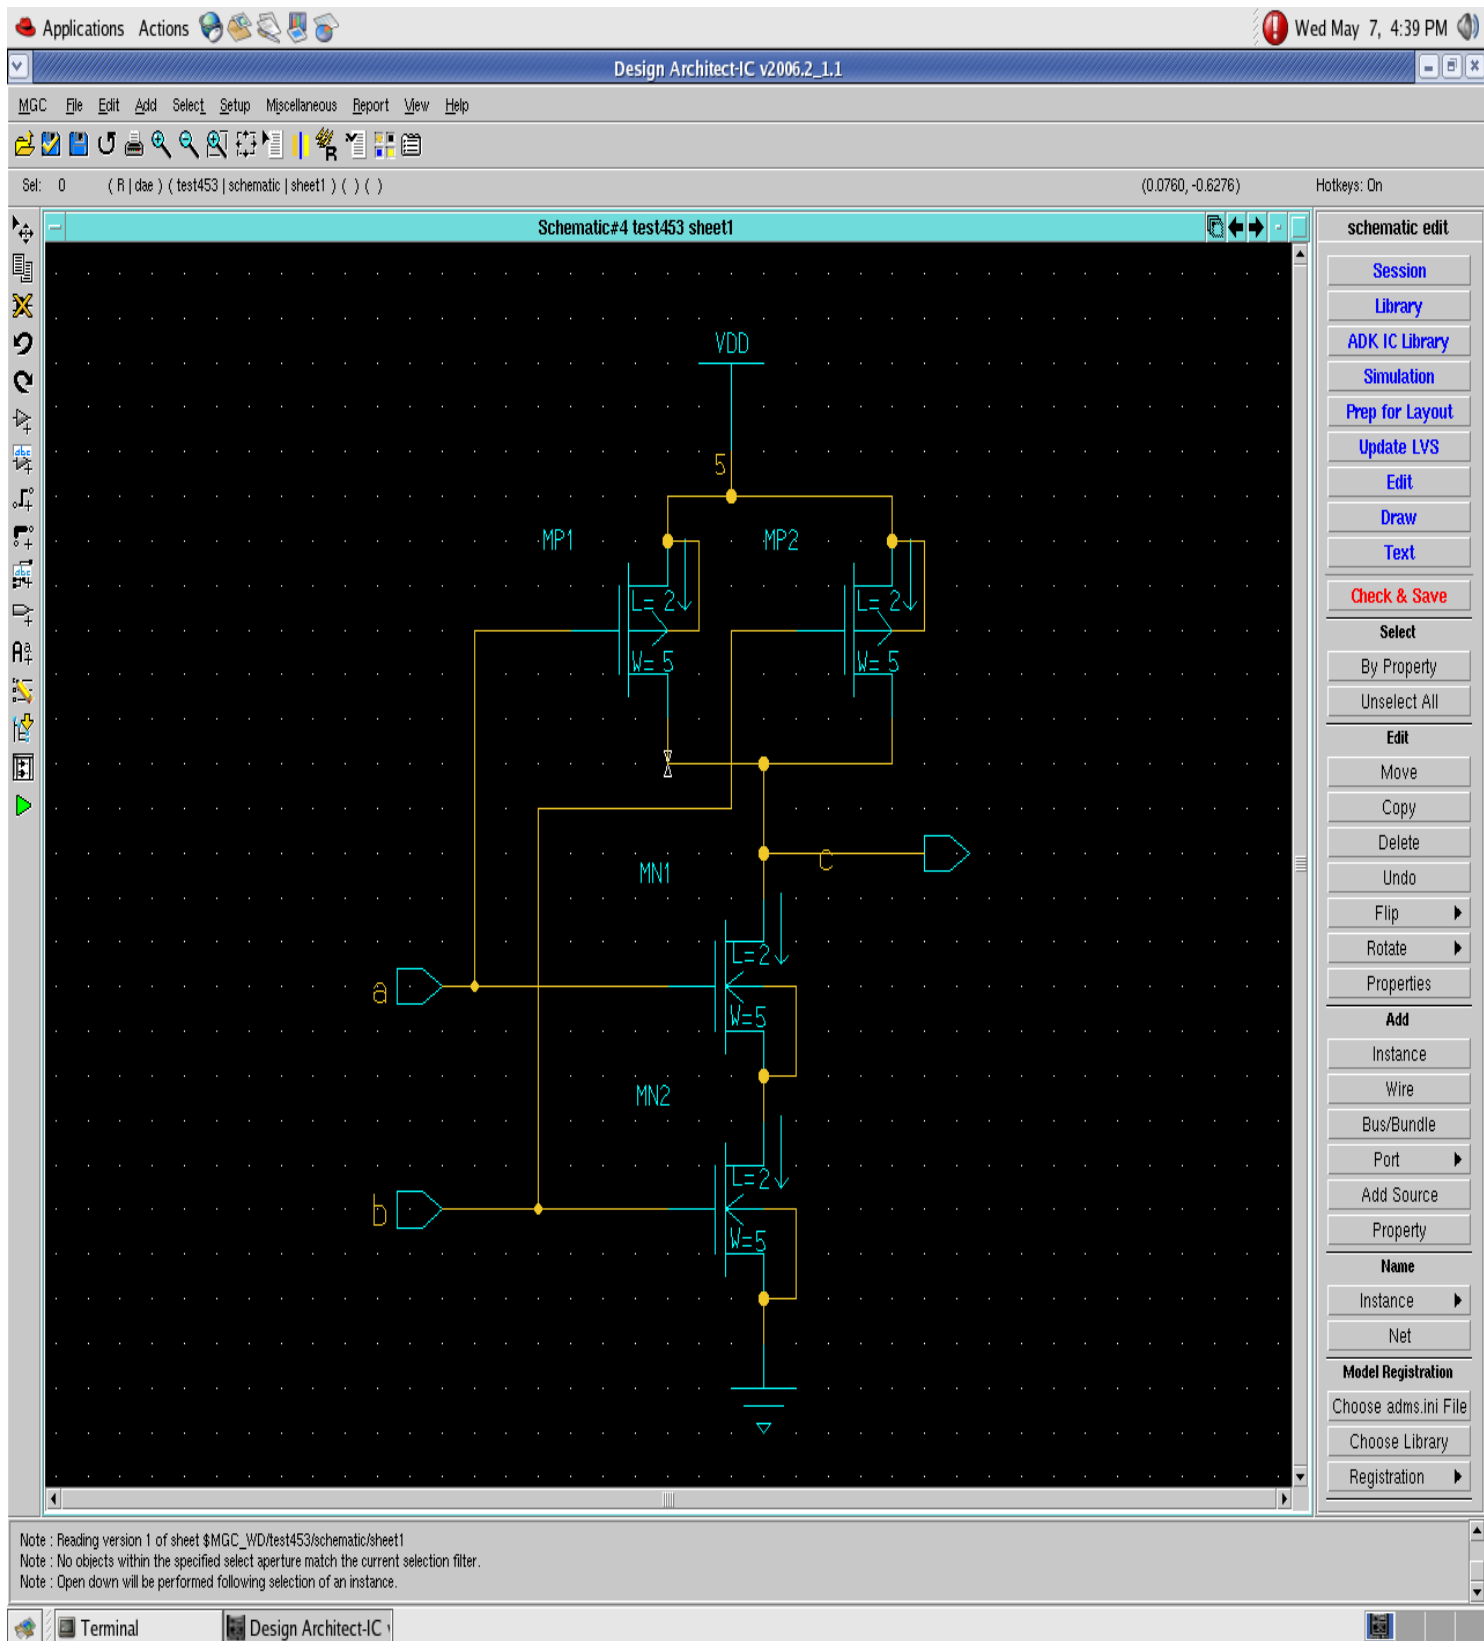 Applications Actions Wed May 7, 4:39 PM
Design Architect-IC v2006.2_1.1
MGC File Edit Add Select Setup Miscellaneous Report View Help
R
Sel: 0 ( R | dae ) ( test453 | schematic | sheet1 ) ( ) ( ) (0.0760, -0.6276) Hotkeys: On
Schematic#4 test453 sheet1
schematic edit
Session
Library
ADK IC Library
Simulation
Prep for Layout
Update LVS
Edit
Draw
Text
Check & Save
Select
By Property
Unselect All
Edit
Move
Copy
Delete
Undo
Flip
Rotate
Properties
Add
Instance
Wire
Bus/Bundle
Port
Add Source
Property
Name
Instance
Net
Model Registration
Choose adms.ini File
Choose Library
Registration
VDD
5
MP1 MP2
L= 2 L= 2
W= 5 W= 5
C
MN1
L=2
a
W=5
MN2
L=2
b
W=5
Note : Reading version 1 of sheet $MGC_WD/test453/schematic/sheet1
Note : No objects within the specified select aperture match the current selection filter.
Note : Open down will be performed following selection of an instance.
Terminal Design Architect-IC